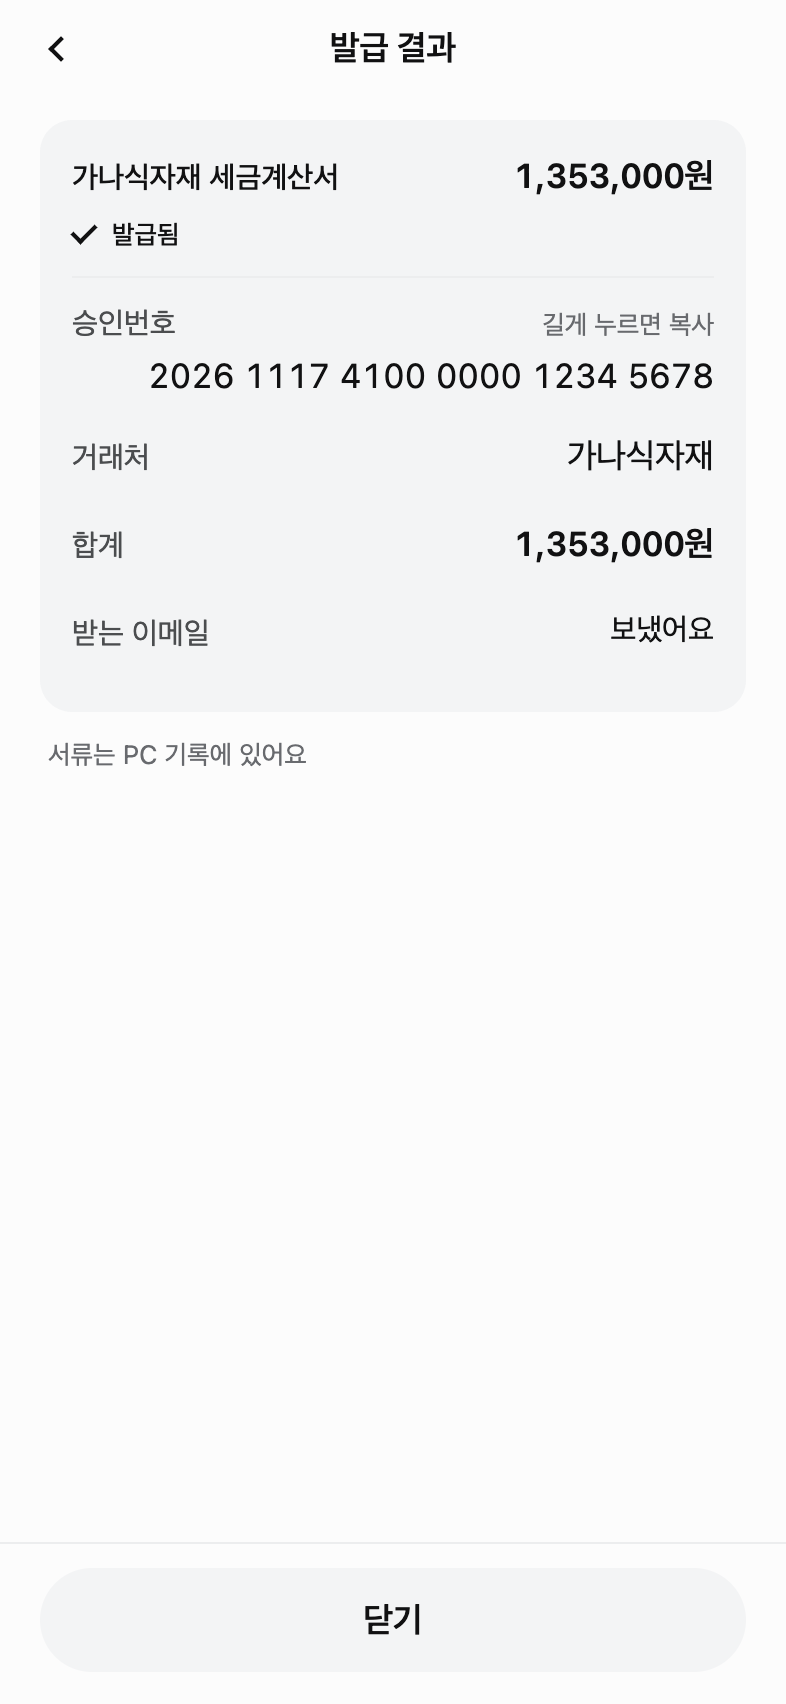 발급 결과
가나식자재 세금계산서 1,353,000원
발급됨
승인번호 길게 누르면 복사
2026 1117 4100 0000 1234 5678
거래처 가나식자재
합계 1,353,000원
받는 이메일 보냈어요
서류는 PC 기록에 있어요
닫기